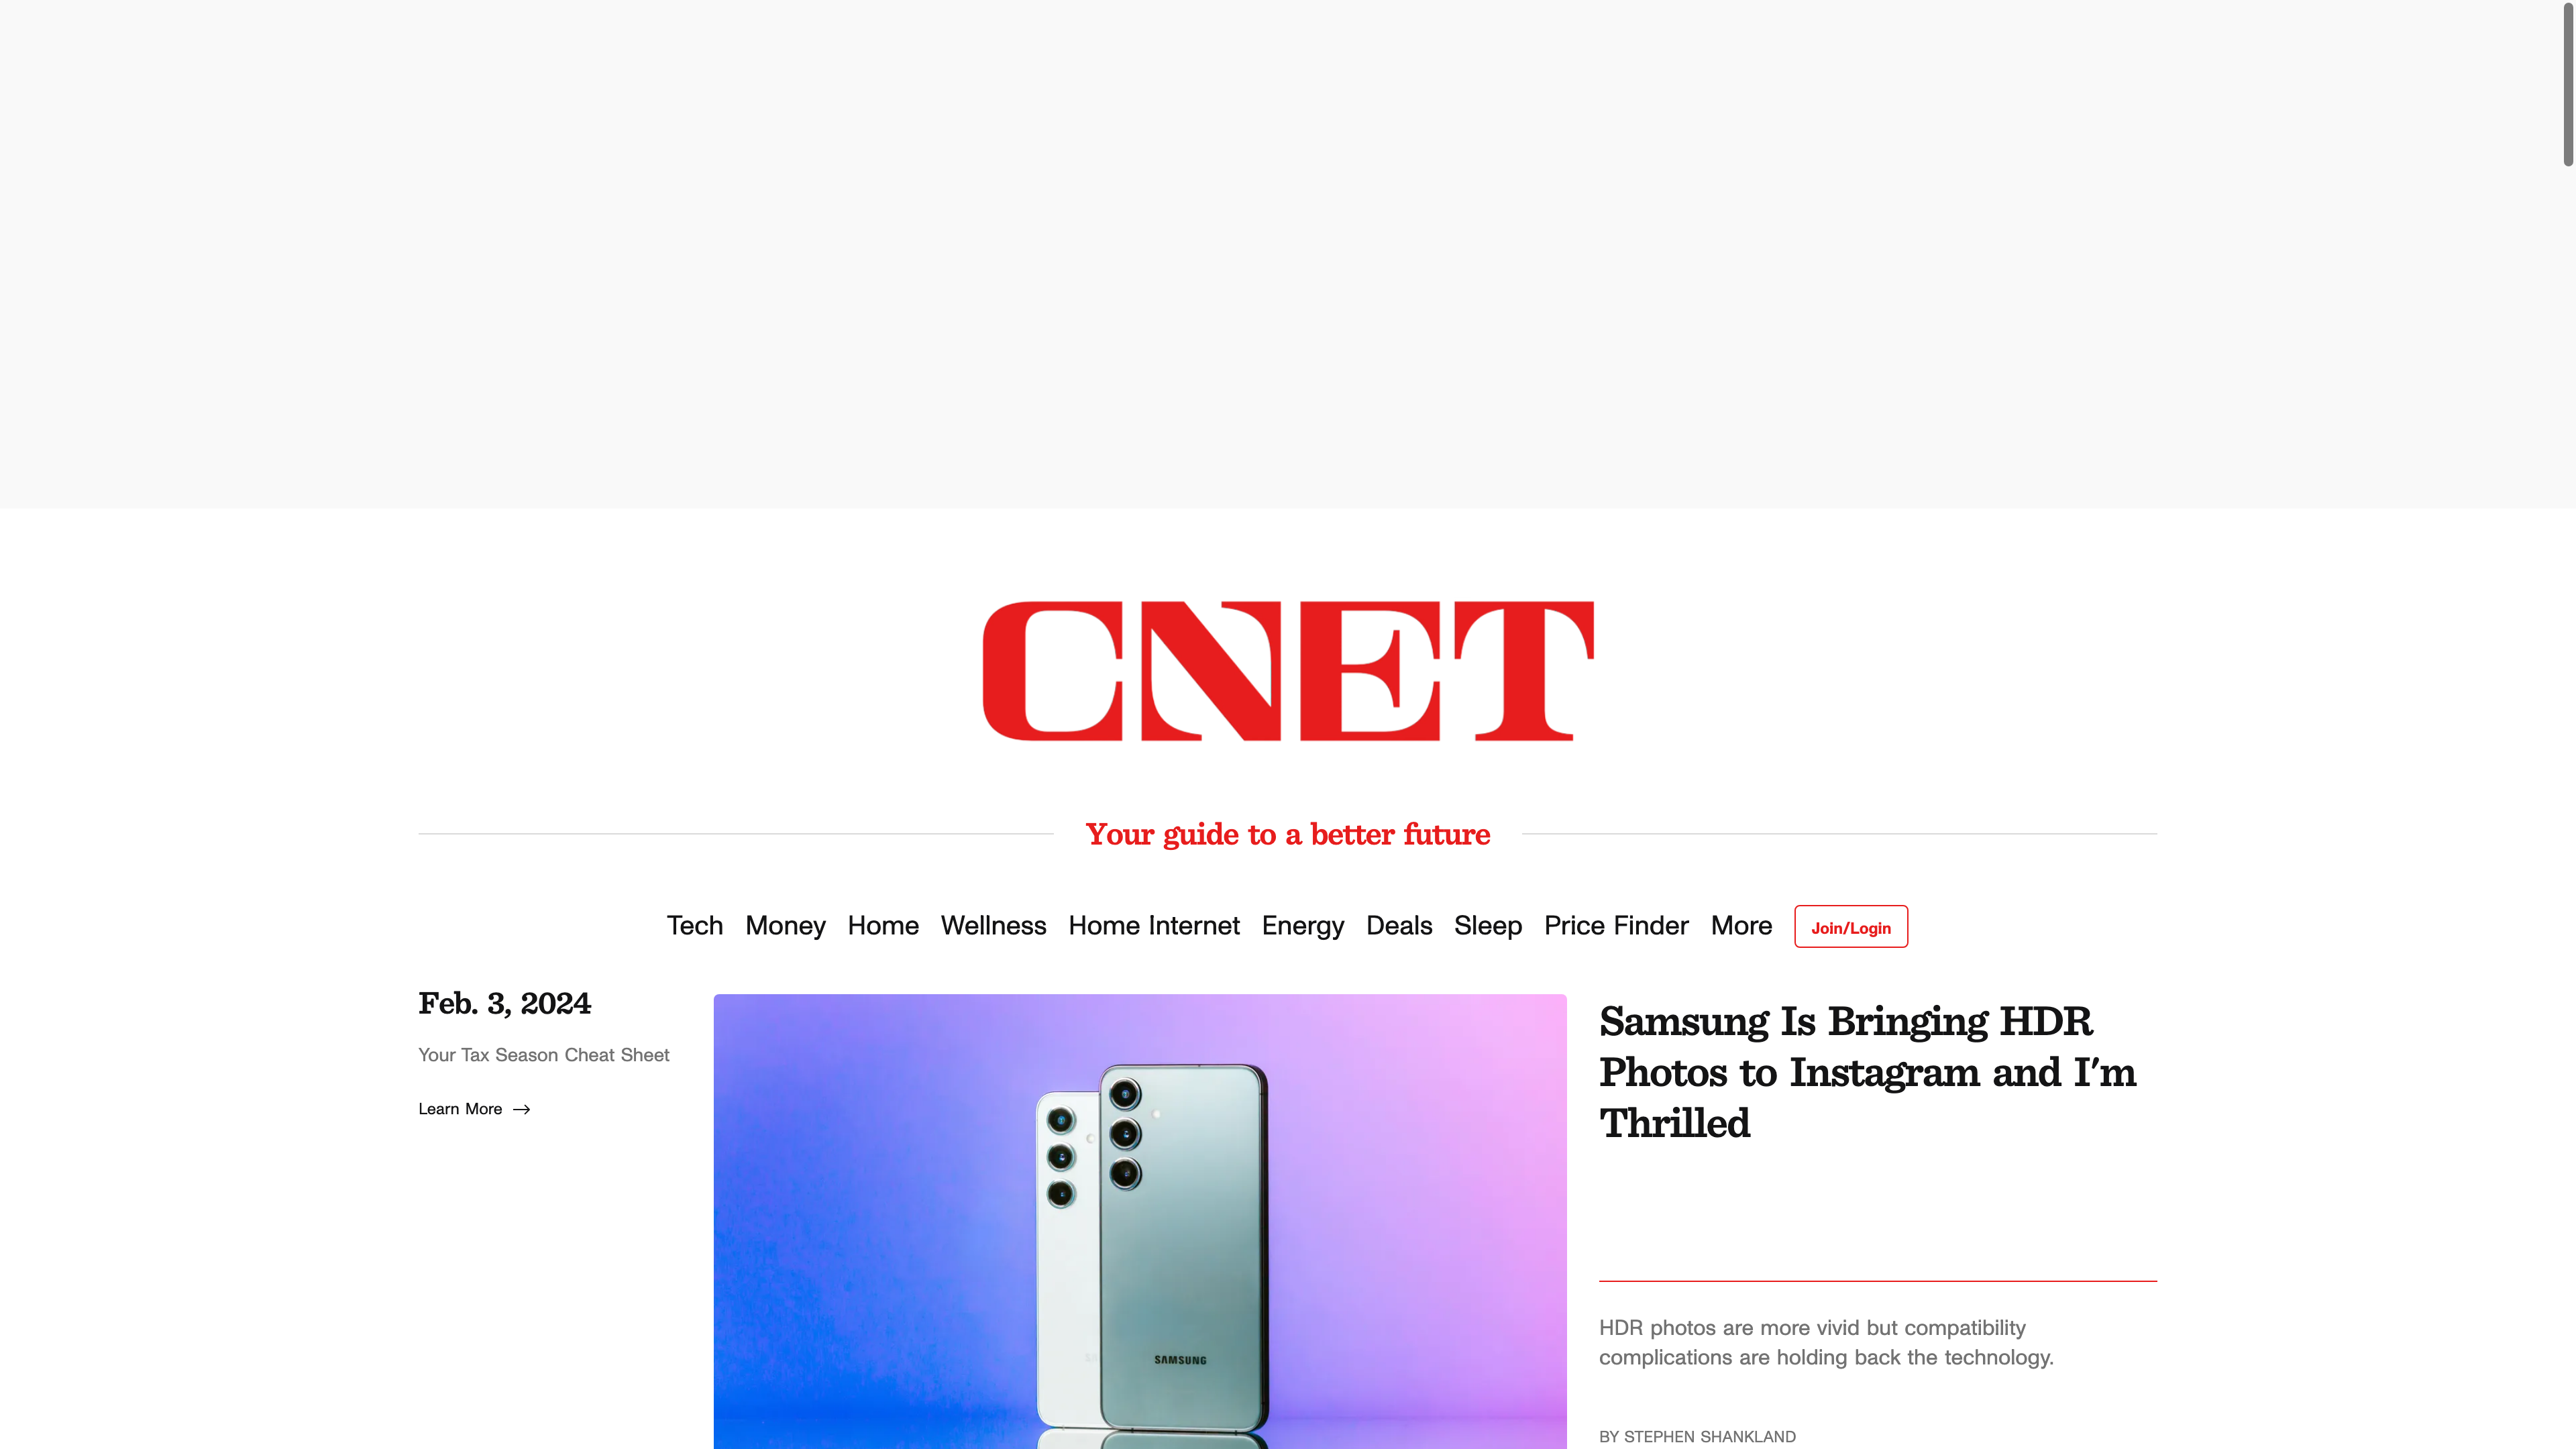 CNET
Your guide to a better future
Tech Money Home Wellness Home Internet Energy Deals Sleep Price Finder More Join/Login
Feb. 3, 2024
Your Tax Season Cheat Sheet
Learn More
SAMSUNG
Samsung Is Bringing HDR
Photos to Instagram and I'm
Thrilled
HDR photos are more vivid but compatibility
complications are holding back the technology.
BY STEPHEN SHANKLAND